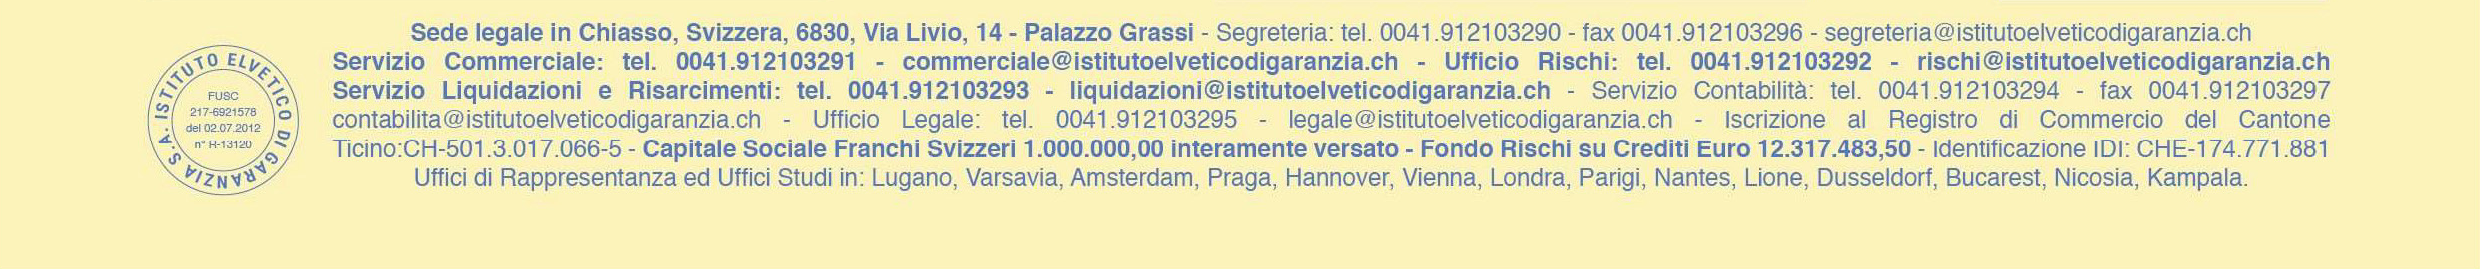 Sede legale in Chiasso, Svizzera, 6830, Via Livio, 14 - Palazzo Grassi - Segreteria: tel. 0041.912103290 - fax 0041.912103296 - segreteria@istitutoelveticodigaranzia.ch
Servizio Commerciale: tel. 0041.912103291 - commerciale@istitutoelveticodigaranzia.ch - Ufficio Rischi: tel. 0041.912103292 - rischi@istitutoelveticodigaranzia.ch
Servizio Liquidazioni e Risarcimenti: tel. 0041.912103293 - liquidazioni@istitutoelveticodigaranzia.ch - Servizio Contabilità: tel. 0041.912103294 - fax 0041.912103297
contabilita@istitutoelveticodigaranzia.ch - Ufficio Legale: tel. 0041.912103295 - legale@istitutoelveticodigaranzia.ch - Iscrizione al Registro di Commercio del Cantone
Ticino:CH-501.3.017.066-5 - Capitale Sociale Franchi Svizzeri 1.000.000,00 interamente versato - Fondo Rischi su Crediti Euro 12.317.483,50 - Identificazione IDI: CHE-174.771.881
Uffici di Rappresentanza ed Uffici Studi in: Lugano, Varsavia, Amsterdam, Praga, Hannover, Vienna, Londra, Parigi, Nantes, Lione, Dusseldorf, Bucarest, Nicosia, Kampala.
ISTITUTO ELVETICO DI GARANZIA S.A.
FUSC
217-6921578
del 02.07.2012
n° H-13120